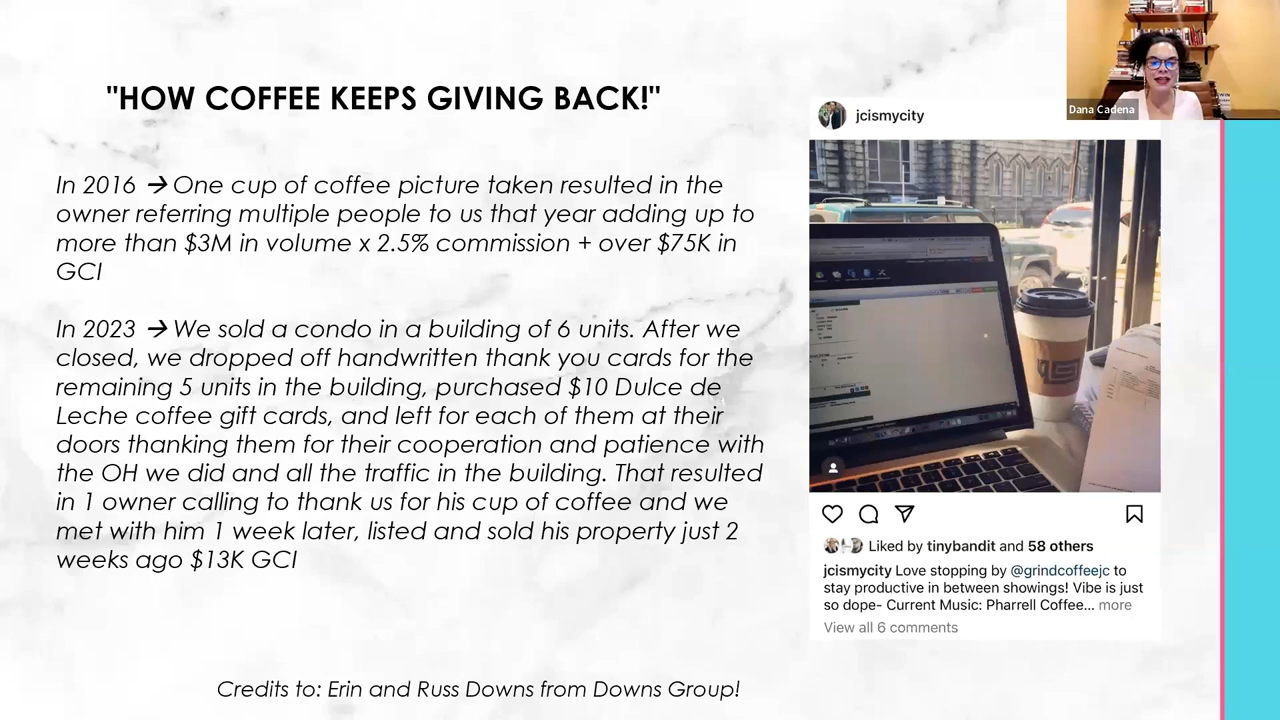 "HOW COFFEE KEEPS GIVING BACK!"
In 2016 → One cup of coffee picture taken resulted in the
owner referring multiple people to us that year adding up to
more than $3M in volume x 2.5% commission + over $75K in
GCI
In 2023 → We sold a condo in a building of 6 units. After we
closed, we dropped off handwritten thank you cards for the
remaining 5 units in the building, purchased $10 Dulce de
Leche coffee gift cards, and left for each of them at their
doors thanking them for their cooperation and patience with
the OH we did and all the traffic in the building. That resulted
in 1 owner calling to thank us for his cup of coffee and we
met with him 1 week later, listed and sold his property just 2
weeks ago $13K GCI
Credits to: Erin and Russ Downs from Downs Group!
Dana Cadena
jcismycity
Liked by tinybandit and 58 others
jcismycity Love stopping by @grindcoffeejc to
stay productive in between showings! Vibe is just
so dope- Current Music: Pharrell Coffee... more
View all 6 comments